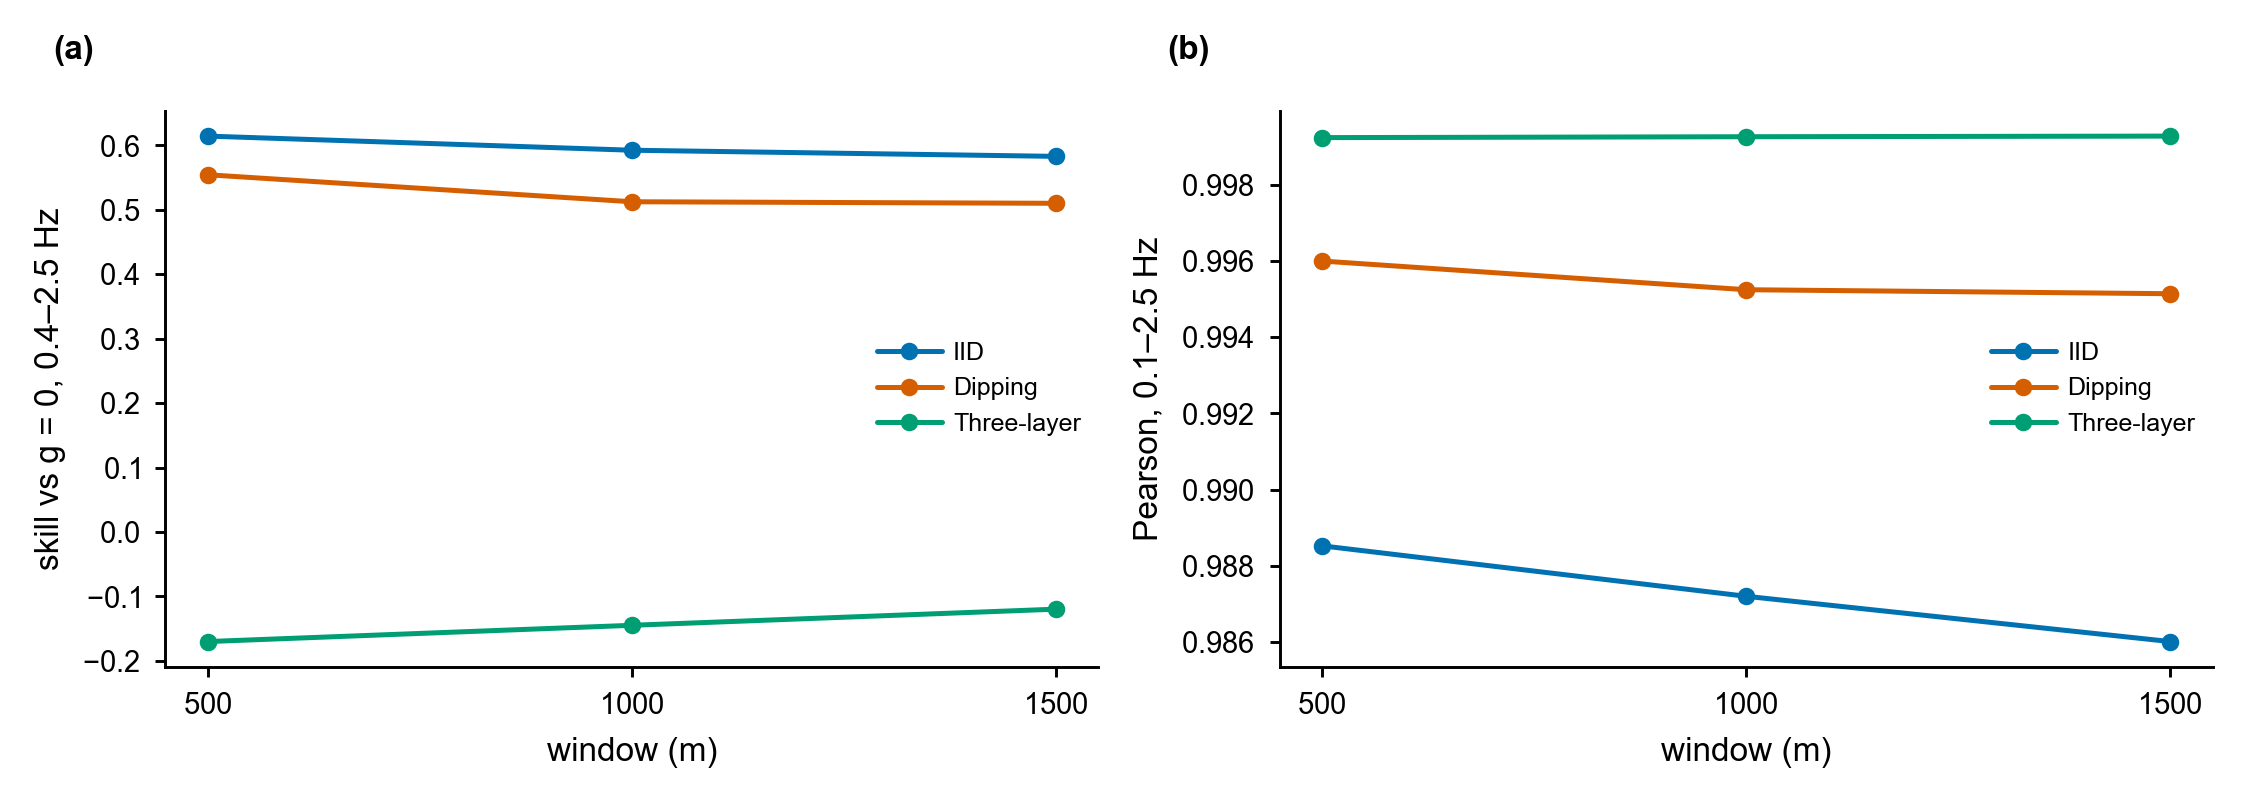 (a)
skill vs g = 0, 0.4–2.5 Hz
0.6
0.5
0.4
0.3
0.2
0.1
0.0
−0.1
−0.2
500
1000
1500
window (m)
IID
Dipping
Three-layer
(b)
Pearson, 0.1–2.5 Hz
0.998
0.996
0.994
0.992
0.990
0.988
0.986
500
1000
1500
window (m)
IID
Dipping
Three-layer